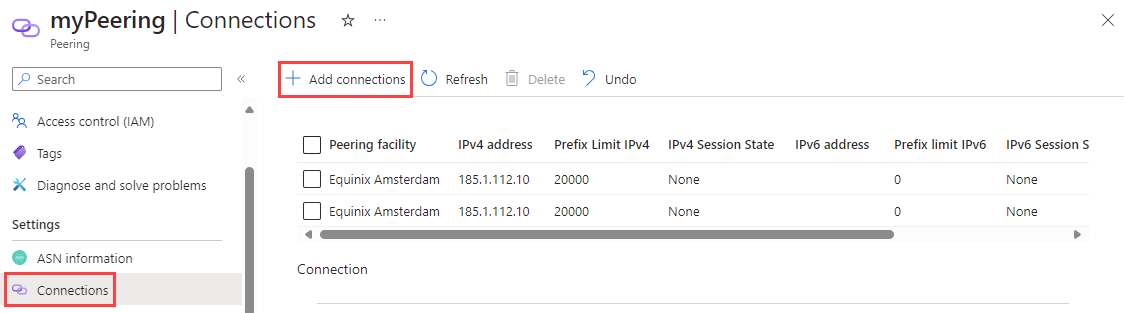 myPeering | Connections
Peering
Search
Access control (IAM)
Tags
Diagnose and solve problems
Settings
ASN information
Connections
Add connections Refresh Delete Undo
Peering facility IPv4 address Prefix Limit IPv4 IPv4 Session State IPv6 address Prefix limit IPv6 IPv6 Session S
Equinix Amsterdam 185.1.112.10 20000 None 0 None
Equinix Amsterdam 185.1.112.10 20000 None 0 None
Connection